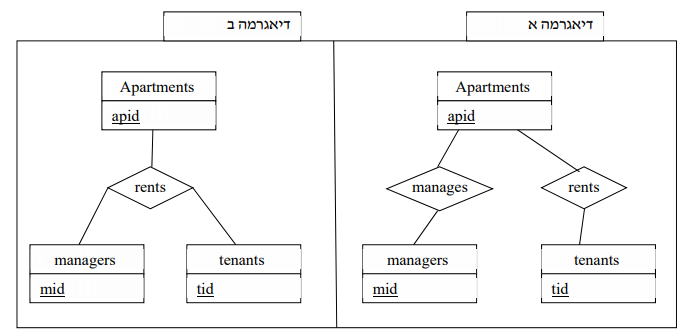 דיאגרמה א
דיאגרמה ב
Apartments
apid
manages
rents
managers
mid
tenants
tid
Apartments
apid
rents
managers
mid
tenants
tid